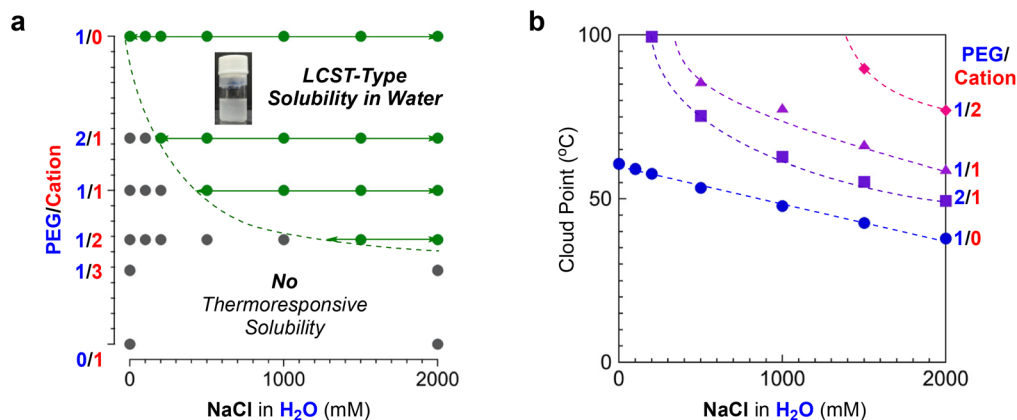 a
PEG/Cation
1/0
2/1
1/1
1/2
1/3
0/1
LCST-Type
Solubility in Water
No
Thermoresponsive
Solubility
0
1000
2000
NaCl in H₂O (mM)
b
Cloud Point (ºC)
100
50
0
PEG/
Cation
1/2
1/1
2/1
1/0
0
1000
2000
NaCl in H₂O (mM)